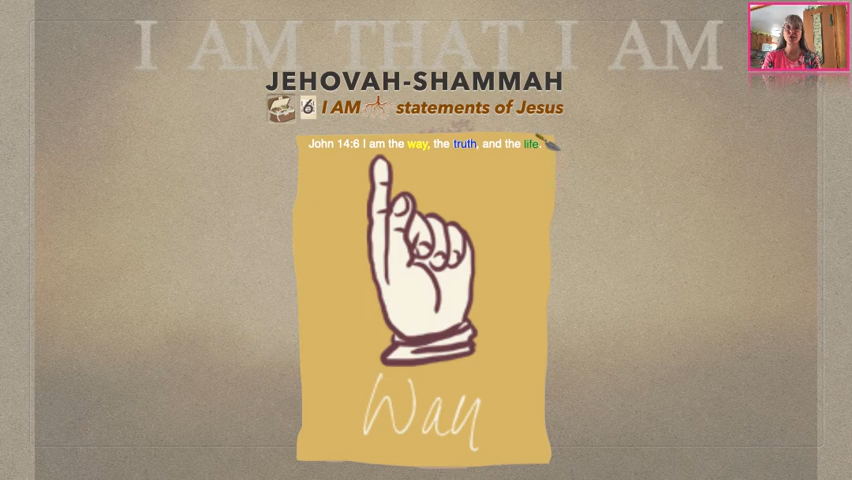 I AM THAT I AM
JEHOVAH-SHAMMAH
6 I AM statements of Jesus
John 14:6 I am the way, the truth, and the life.
Way